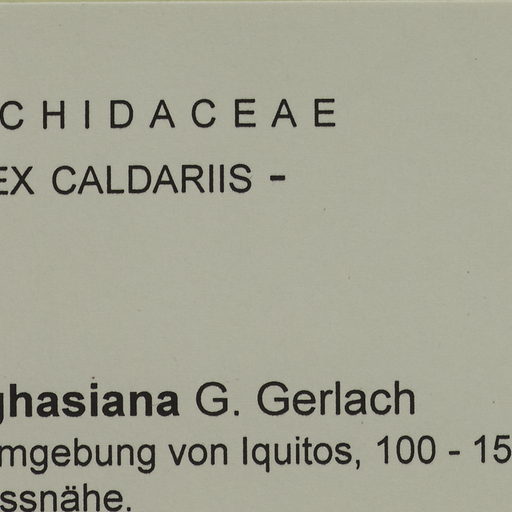 CHIDACEAE
EX CALDARIIS -
ghasiana G. Gerlach
mgebung von Iquitos, 100 - 15
ssnähe.